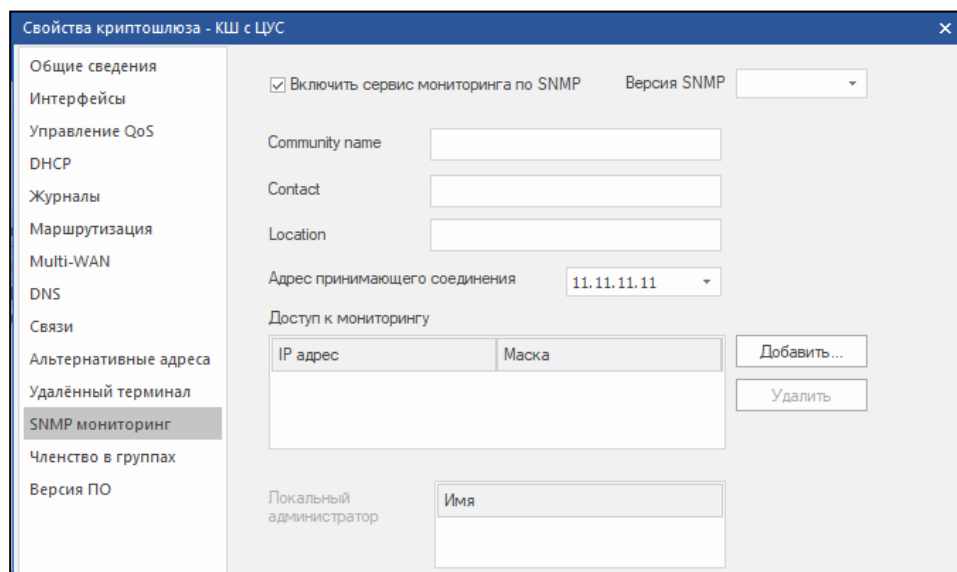 Свойства криптошлюза - КШ с ЦУС
Общие сведения
Интерфейсы
Управление QoS
DHCP
Журналы
Маршрутизация
Multi-WAN
DNS
Связи
Альтернативные адреса
Удалённый терминал
SNMP мониторинг
Членство в группах
Версия ПО
Включить сервис мониторинга по SNMP
Версия SNMP
Community name
Contact
Location
Адрес принимающего соединения
11.11.11.11
Доступ к мониторингу
IP адрес
Маска
Добавить...
Удалить
Локальный
администратор
Имя